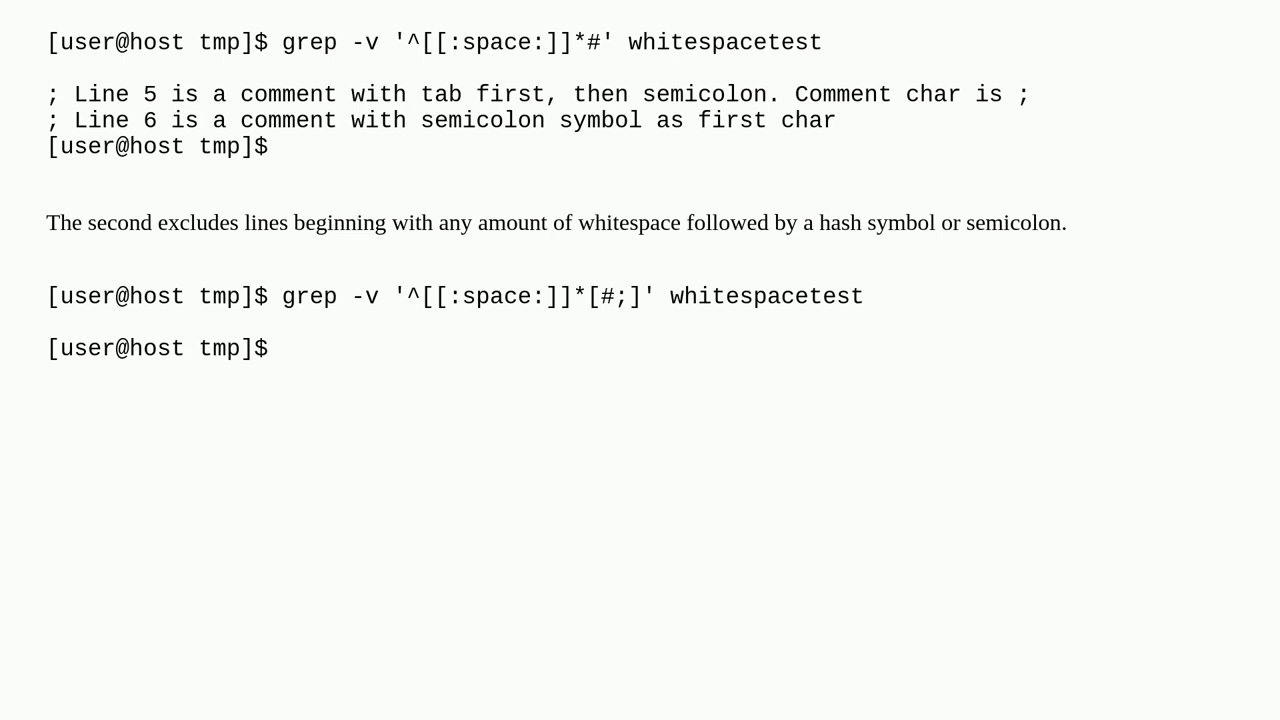 [user@host tmp]$ grep -v '^[[:space:]]*#' whitespacetest
; Line 5 is a comment with tab first, then semicolon. Comment char is ;
; Line 6 is a comment with semicolon symbol as first char
[user@host tmp]$
The second excludes lines beginning with any amount of whitespace followed by a hash symbol or semicolon.
[user@host tmp]$ grep -v '^[[:space:]]*[#;]' whitespacetest
[user@host tmp]$